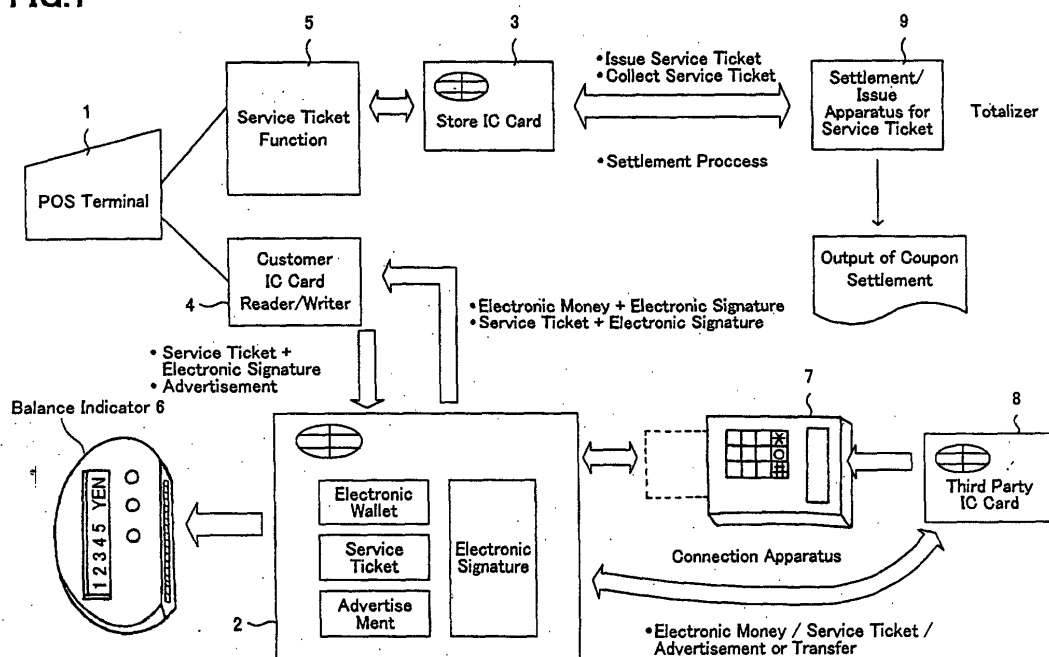 FIG.7
5
3
9
• Issue Service Ticket
• Collect Service Ticket
Settlement/
Issue
Apparatus for
Service Ticket
Totalizer
1
Service Ticket
Function
Store IC Card
• Settlement Proccess
POS Terminal
Customer
IC Card
Reader/Writer
4
Output of Coupon
Settlement
• Electronic Money + Electronic Signature
• Service Ticket + Electronic Signature
• Service Ticket +
Electronic Signature
• Advertisement
Balance Indicator 6
7
8
12345 YEN
Electronic
Wallet
Service
Ticket
Advertise
Ment
Electronic
Signature
Third Party
IC Card
Connection Apparatus
2
• Electronic Money / Service Ticket /
Advertisement or Transfer